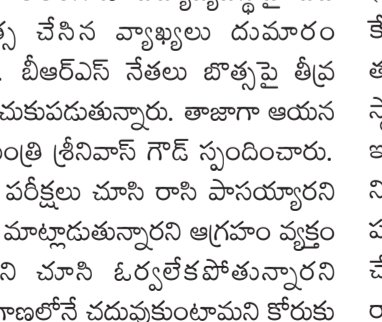 చేసిన వ్యాఖ్యలు దుమారం
బీఆర్ఎస్ నేతలు బొత్సపై తీవ్ర
చుకుపడుతున్నారు. తాజాగా ఆయన
మంత్రి శ్రీనివాస్ గౌడ్ స్పందించారు.
పరీక్షలు చూసి రాసి పాసయ్యారని
మాట్లాడుతున్నారని ఆగ్రహం వ్యక్తం
ని చూసి ఓర్వలేకపోతున్నారని
గాణలోనే చదువుకుంటామని కోరుకు